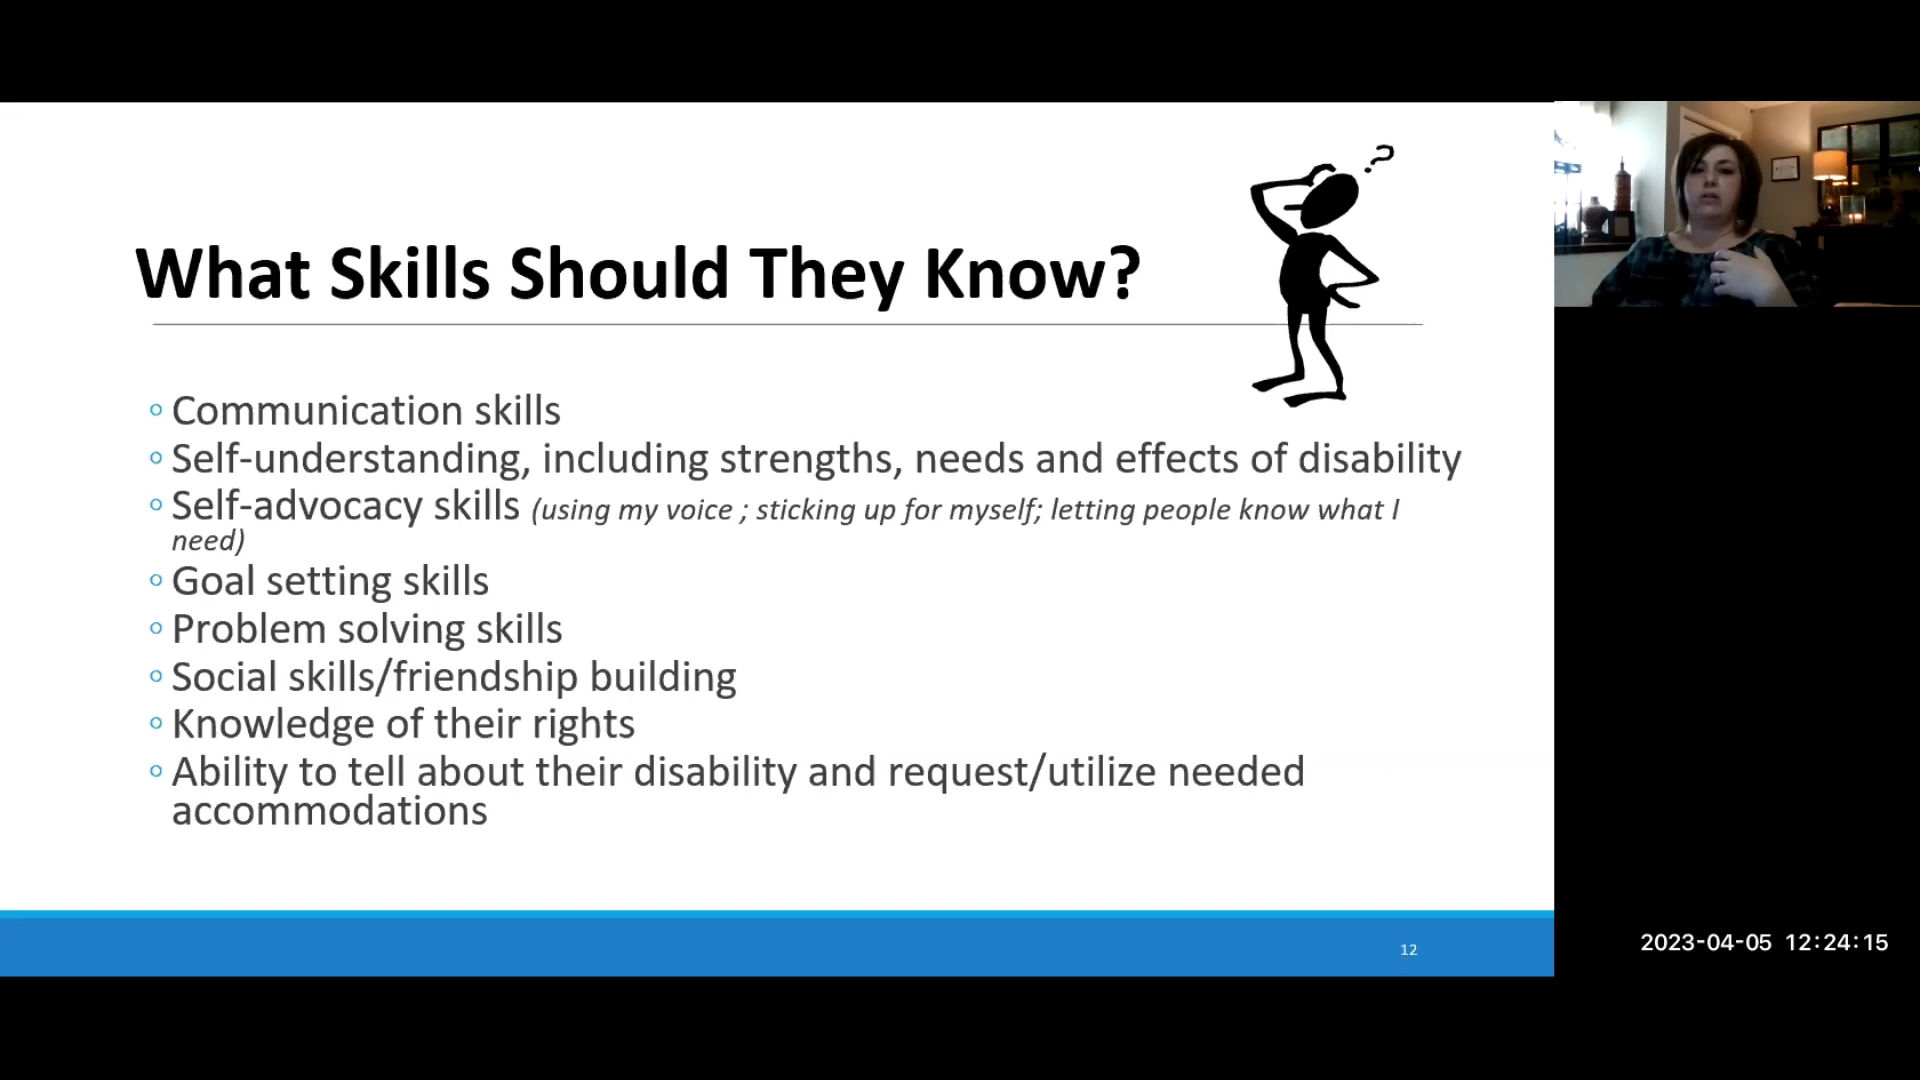 ?
What Skills Should They Know?
◦ Communication skills
◦ Self-understanding, including strengths, needs and effects of disability
◦ Self-advocacy skills (using my voice ; sticking up for myself; letting people know what I
need)
◦ Goal setting skills
◦ Problem solving skills
◦ Social skills/friendship building
◦ Knowledge of their rights
◦ Ability to tell about their disability and request/utilize needed
accommodations
12
2023-04-05 12:24:15